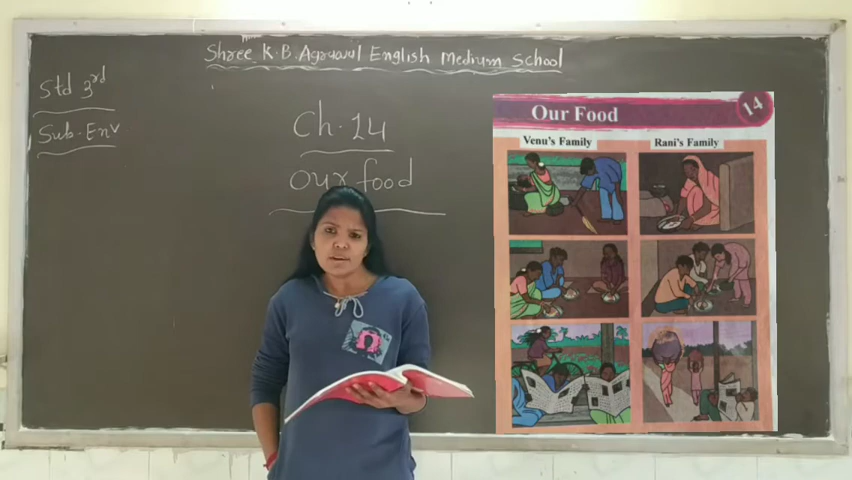 Shree K.B.Agrawal English Medium School
Std 3rd
Sub-Env
Ch.14
Our food
Our Food
14
Venu's Family
Rani's Family